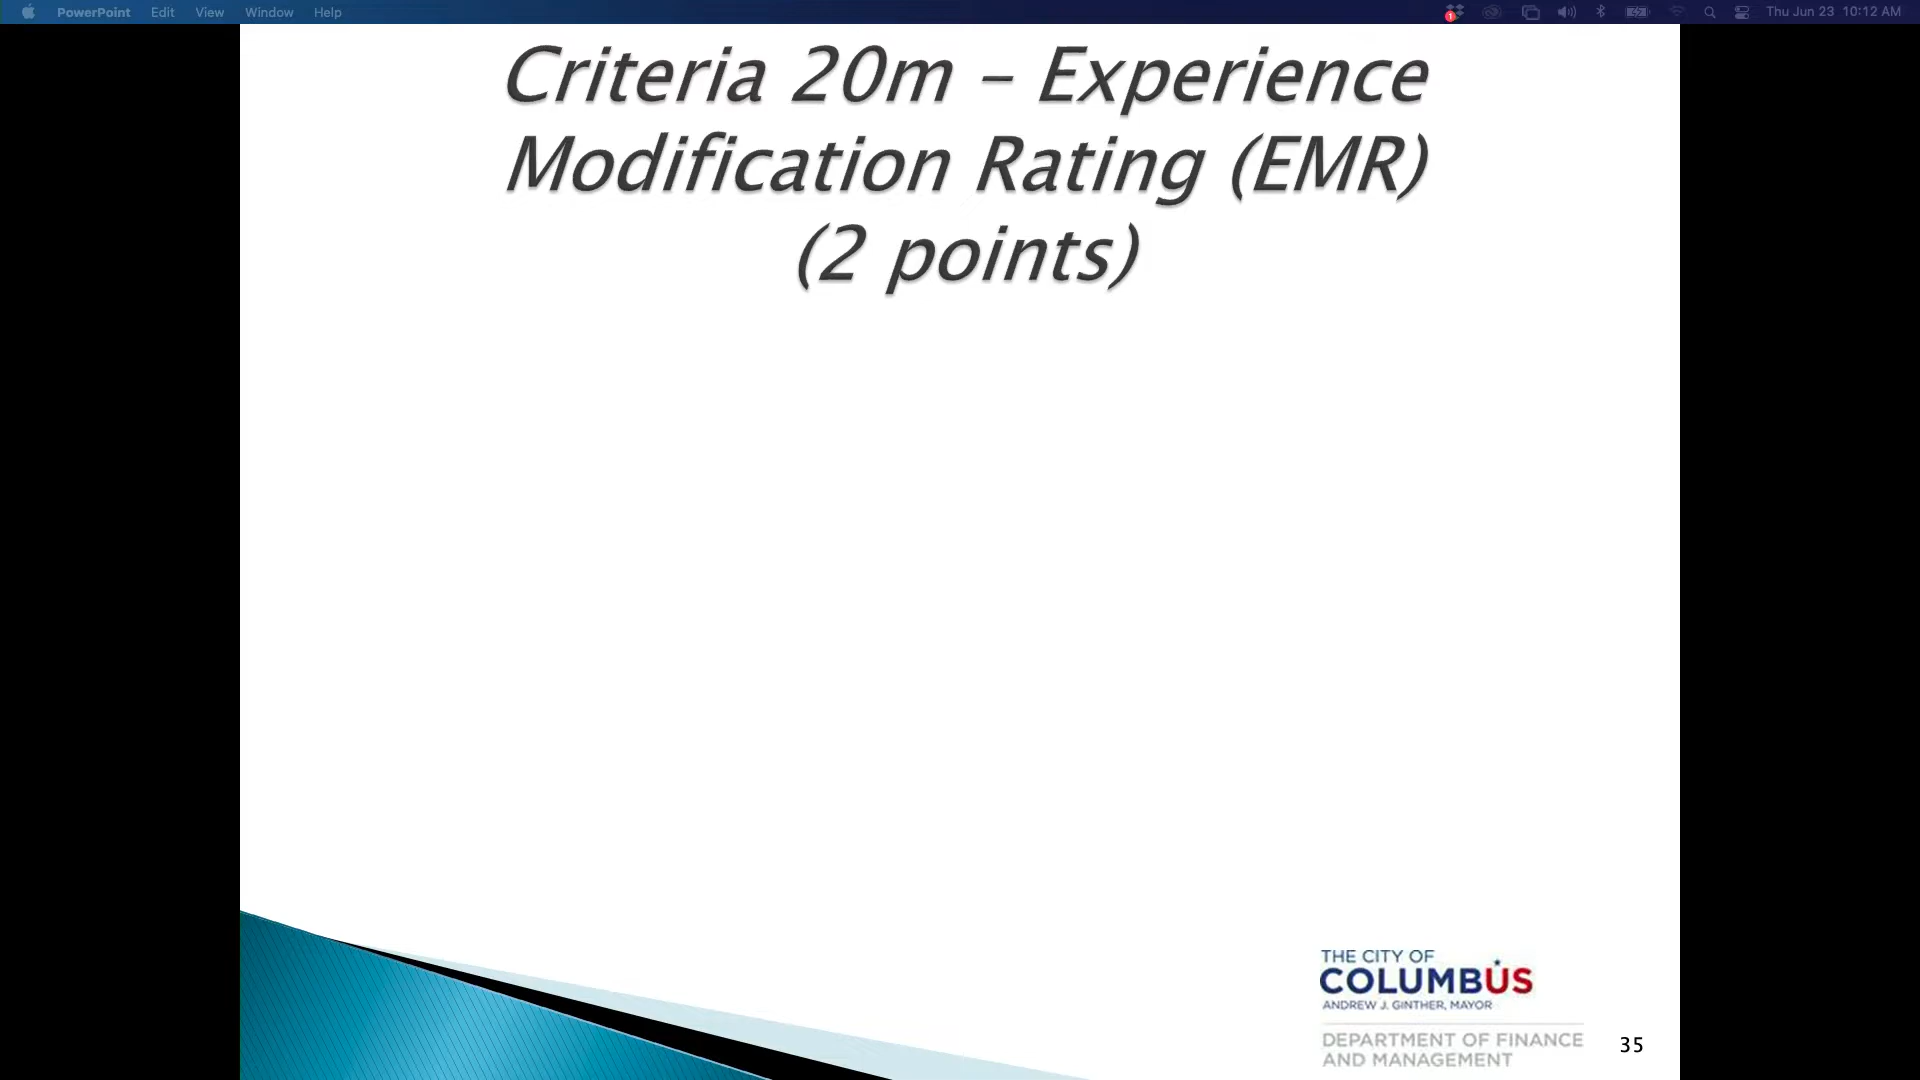 PowerPoint Edit View Window Help
1
Thu Jun 23 10:12 AM
Criteria 20m – Experience
Modification Rating (EMR)
(2 points)
THE CITY OF
COLUMBUS
ANDREW J. GINTHER, MAYOR
DEPARTMENT OF FINANCE
AND MANAGEMENT
35